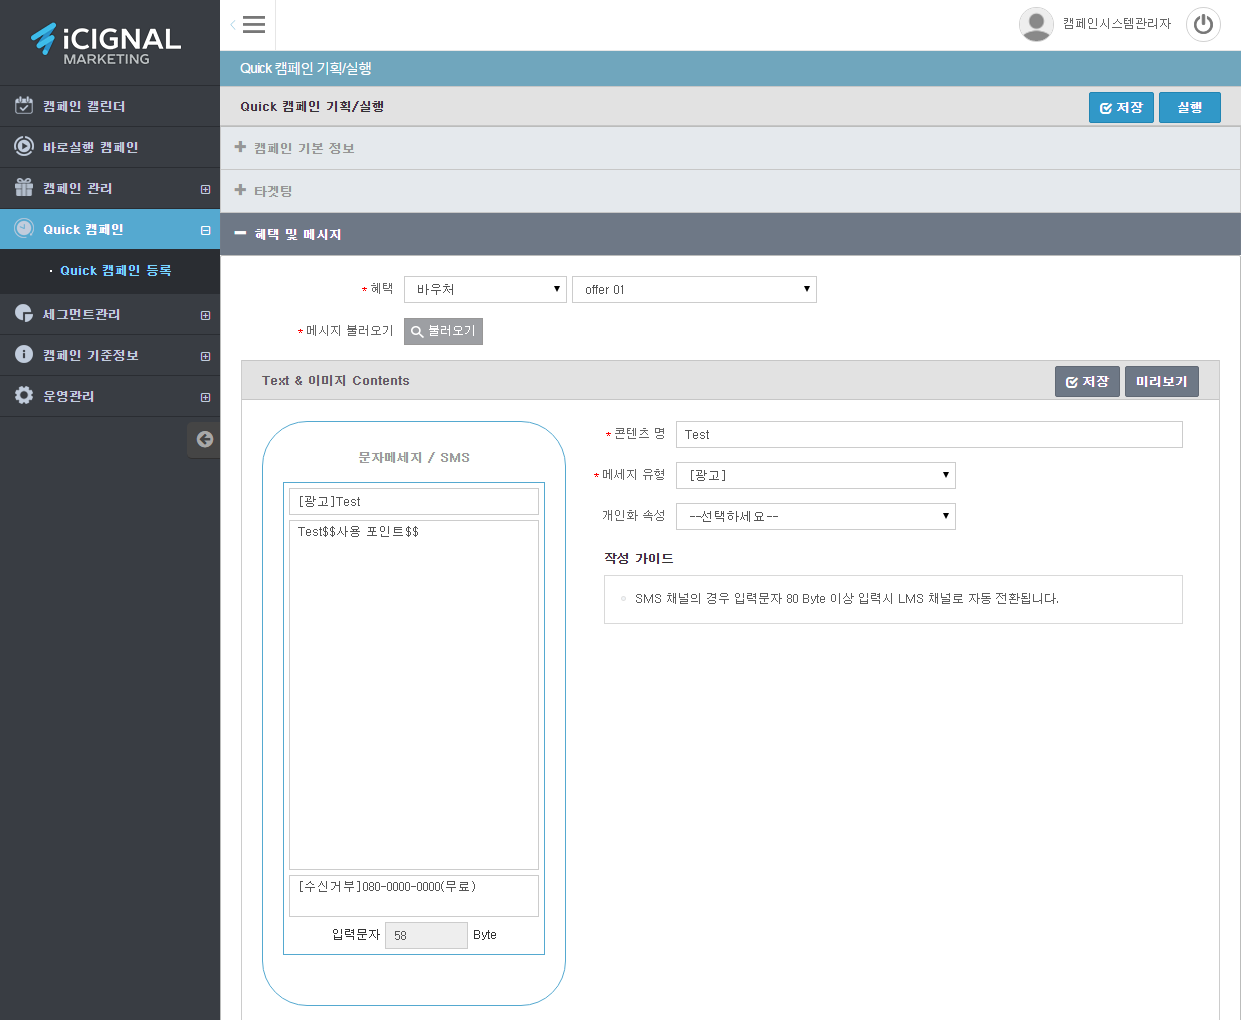 iCIGNAL
MARKETING
캠페인시스템관리자
Quick 캠페인 기획/실행
캠페인 캘린더
바로실행 캠페인
캠페인 관리
Quick 캠페인
· Quick 캠페인 등록
세그먼트관리
캠페인 기준정보
운영관리
Quick 캠페인 기획/실행
저장
실행
캠페인 기본 정보
타겟팅
혜택 및 메시지
*혜택
바우처
offer 01
*메시지 불러오기
불러오기
Text & 이미지 Contents
저장
미리보기
문자메세지 / SMS
[광고]Test
Test$$사용 포인트$$
[수신거부]080-0000-0000(무료)
입력문자 58 Byte
*콘텐츠 명
Test
*메세지 유형
[광고]
개인화 속성
--선택하세요--
작성 가이드
SMS 채널의 경우 입력문자 80 Byte 이상 입력시 LMS 채널로 자동 전환됩니다.